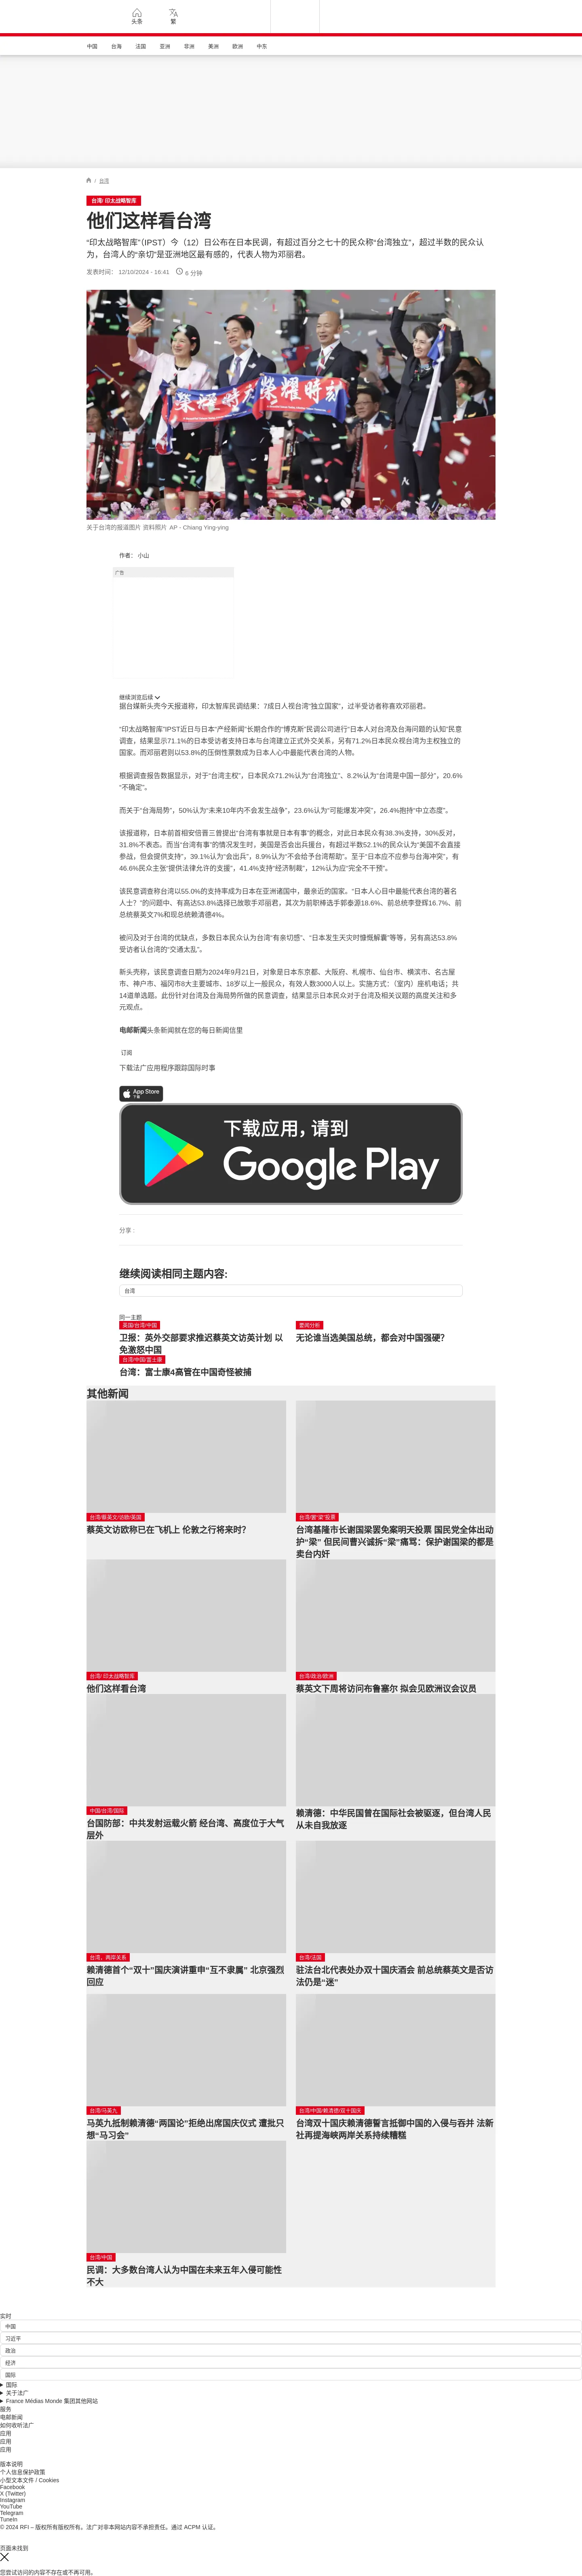 头条
繁
中国
台海
法国
亚洲
非洲
美洲
欧洲
中东
/ 台湾
台湾/ 印太战略智库
他们这样看台湾
“印太战略智库”（IPST）今（12）日公布在日本民调，有超过百分之七十的民众称“台湾独立”，超过半数的民众认
为，台湾人的“亲切”是亚洲地区最有感的，代表人物为邓丽君。
发表时间： 12/10/2024 - 16:41 6 分钟
榮耀時刻 榮耀時刻
关于台湾的报道图片 资料照片 AP - Chiang Ying-ying
作者： 小山
广告
继续浏览后续
据台媒新头壳今天报道称，印太智库民调结果：7成日人视台湾“独立国家”，过半受访者称喜欢邓丽君。
“印太战略智库”IPST近日与日本“产经新闻”长期合作的“博克斯”民调公司进行“日本人对台湾及台海问题的认知”民意
调查，结果显示71.1%的日本受访者支持日本与台湾建立正式外交关系，另有71.2%日本民众视台湾为主权独立的
国家。而邓丽君则以53.8%的压倒性票数成为日本人心中最能代表台湾的人物。
根据调查报告数据显示，对于“台湾主权”，日本民众71.2%认为“台湾独立”、8.2%认为“台湾是中国一部分”，20.6%
“不确定”。
而关于“台海局势”，50%认为“未来10年内不会发生战争”，23.6%认为“可能爆发冲突”，26.4%抱持“中立态度”。
该报道称，日本前首相安倍晋三曾提出“台湾有事就是日本有事”的概念，对此日本民众有38.3%支持，30%反对，
31.8%不表态。而当“台湾有事”的情况发生时，美国是否会出兵援台，有超过半数52.1%的民众认为“美国不会直接
参战，但会提供支持”，39.1%认为“会出兵”，8.9%认为“不会给予台湾帮助”。至于“日本应不应参与台海冲突”，有
46.6%民众主张“提供法律允许的支援”，41.4%支持“经济制裁”，12%认为应“完全不干预”。
该民意调查称台湾以55.0%的支持率成为日本在亚洲诸国中，最亲近的国家。“日本人心目中最能代表台湾的著名
人士？”的问题中、有高达53.8%选择已故歌手邓丽君，其次为前职棒选手郭泰源18.6%、前总统李登辉16.7%、前
总统蔡英文7%和现总统赖清德4%。
被问及对于台湾的优缺点，多数日本民众认为台湾“有亲切感”、“日本发生天灾时慷慨解囊”等等，另有高达53.8%
受访者认台湾的“交通太乱”。
新头壳称，该民意调查日期为2024年9月21日，对象是日本东京都、大阪府、札幌市、仙台市、横滨市、名古屋
市、神户市、福冈市8大主要城市、18岁以上一般民众，有效人数3000人以上。实施方式:（室内）座机电话；共
14道单选题。此份针对台湾及台海局势所做的民意调查，结果显示日本民众对于台湾及相关议题的高度关注和多
元观点。
电邮新闻头条新闻就在您的每日新闻信里
订阅
下载法广应用程序跟踪国际时事
App Store
下载
下载应用，请到
Google Play
分享 :
继续阅读相同主题内容:
台湾
同一主题
英国/台湾/中国
卫报：英外交部要求推迟蔡英文访英计划 以
免激怒中国
要闻分析
无论谁当选美国总统，都会对中国强硬？
台湾/中国/富士康
台湾：富士康4高管在中国奇怪被捕
其他新闻
台湾/蔡英文/访欧/英国
蔡英文访欧称已在飞机上 伦敦之行将来时？
台湾/罢“梁”投票
台湾基隆市长谢国梁罢免案明天投票 国民党全体出动
护“梁” 但民间曹兴诚拆“梁”痛骂：保护谢国梁的都是
卖台内奸
台湾/ 印太战略智库
他们这样看台湾
台湾/政治/欧洲
蔡英文下周将访问布鲁塞尔 拟会见欧洲议会议员
中国/台湾/国际
台国防部：中共发射运载火箭 经台湾、高度位于大气
层外
赖清德：中华民国曾在国际社会被驱逐，但台湾人民
从未自我放逐
台湾，两岸关系
赖清德首个“双十”国庆演讲重申“互不隶属” 北京强烈
回应
台湾/法国
驻法台北代表处办双十国庆酒会 前总统蔡英文是否访
法仍是“迷”
台湾/马英九
马英九抵制赖清德“两国论”拒绝出席国庆仪式 遭批只
想“马习会”
台湾/中国/赖清德/双十国庆
台湾双十国庆赖清德誓言抵御中国的入侵与吞并 法新
社再提海峡两岸关系持续糟糕
台湾/中国
民调：大多数台湾人认为中国在未来五年入侵可能性
不大
实时
中国
习近平
政治
经济
国际
国际
关于法广
France Médias Monde 集团其他网站
服务
电邮新闻
如何收听法广
应用
应用
应用
版本说明
个人信息保护政策
小型文本文件 / Cookies
Facebook
X (Twitter)
Instagram
YouTube
Telegram
TuneIn
© 2024 RFI – 版权所有版权所有。法广对非本网站内容不承担责任。通过 ACPM 认证。
页面未找到
您尝试访问的内容不存在或不再可用。